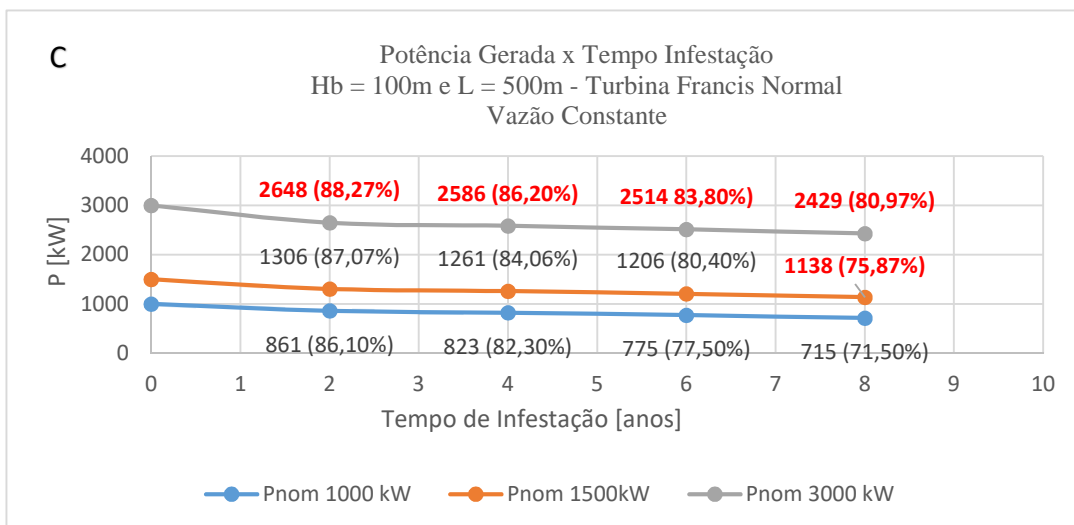 C
Potência Gerada x Tempo Infestação
Hb = 100m e L = 500m - Turbina Francis Normal
Vazão Constante
P [kW]
4000
3000
2000
1000
0
2648 (88,27%) 2586 (86,20%) 2514 83,80%) 2429 (80,97%)
1306 (87,07%) 1261 (84,06%) 1206 (80,40%) 1138 (75,87%)
861 (86,10%) 823 (82,30%) 775 (77,50%) 715 (71,50%)
0 1 2 3 4 5 6 7 8 9 10
Tempo de Infestação [anos]
Pnom 1000 kW Pnom 1500kW Pnom 3000 kW